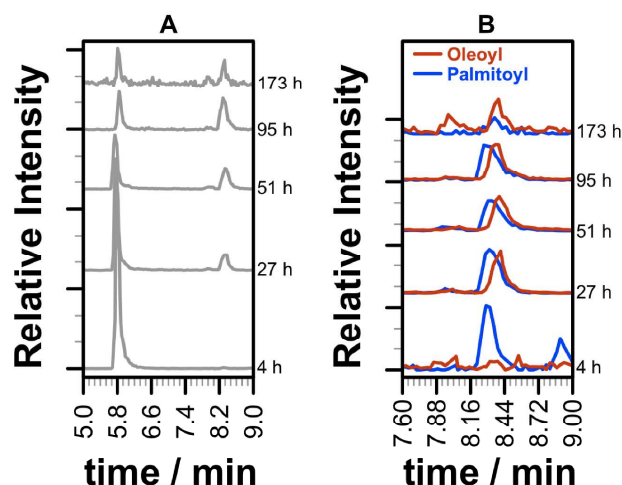 A
Relative Intensity
173 h
95 h
51 h
27 h
4 h
5.0 5.8 6.6 7.4 8.2 9.0
time / min
B
Relative Intensity
Oleoyl
Palmitoyl
173 h
95 h
51 h
27 h
4 h
7.60 7.88 8.16 8.44 8.72 9.00
time / min